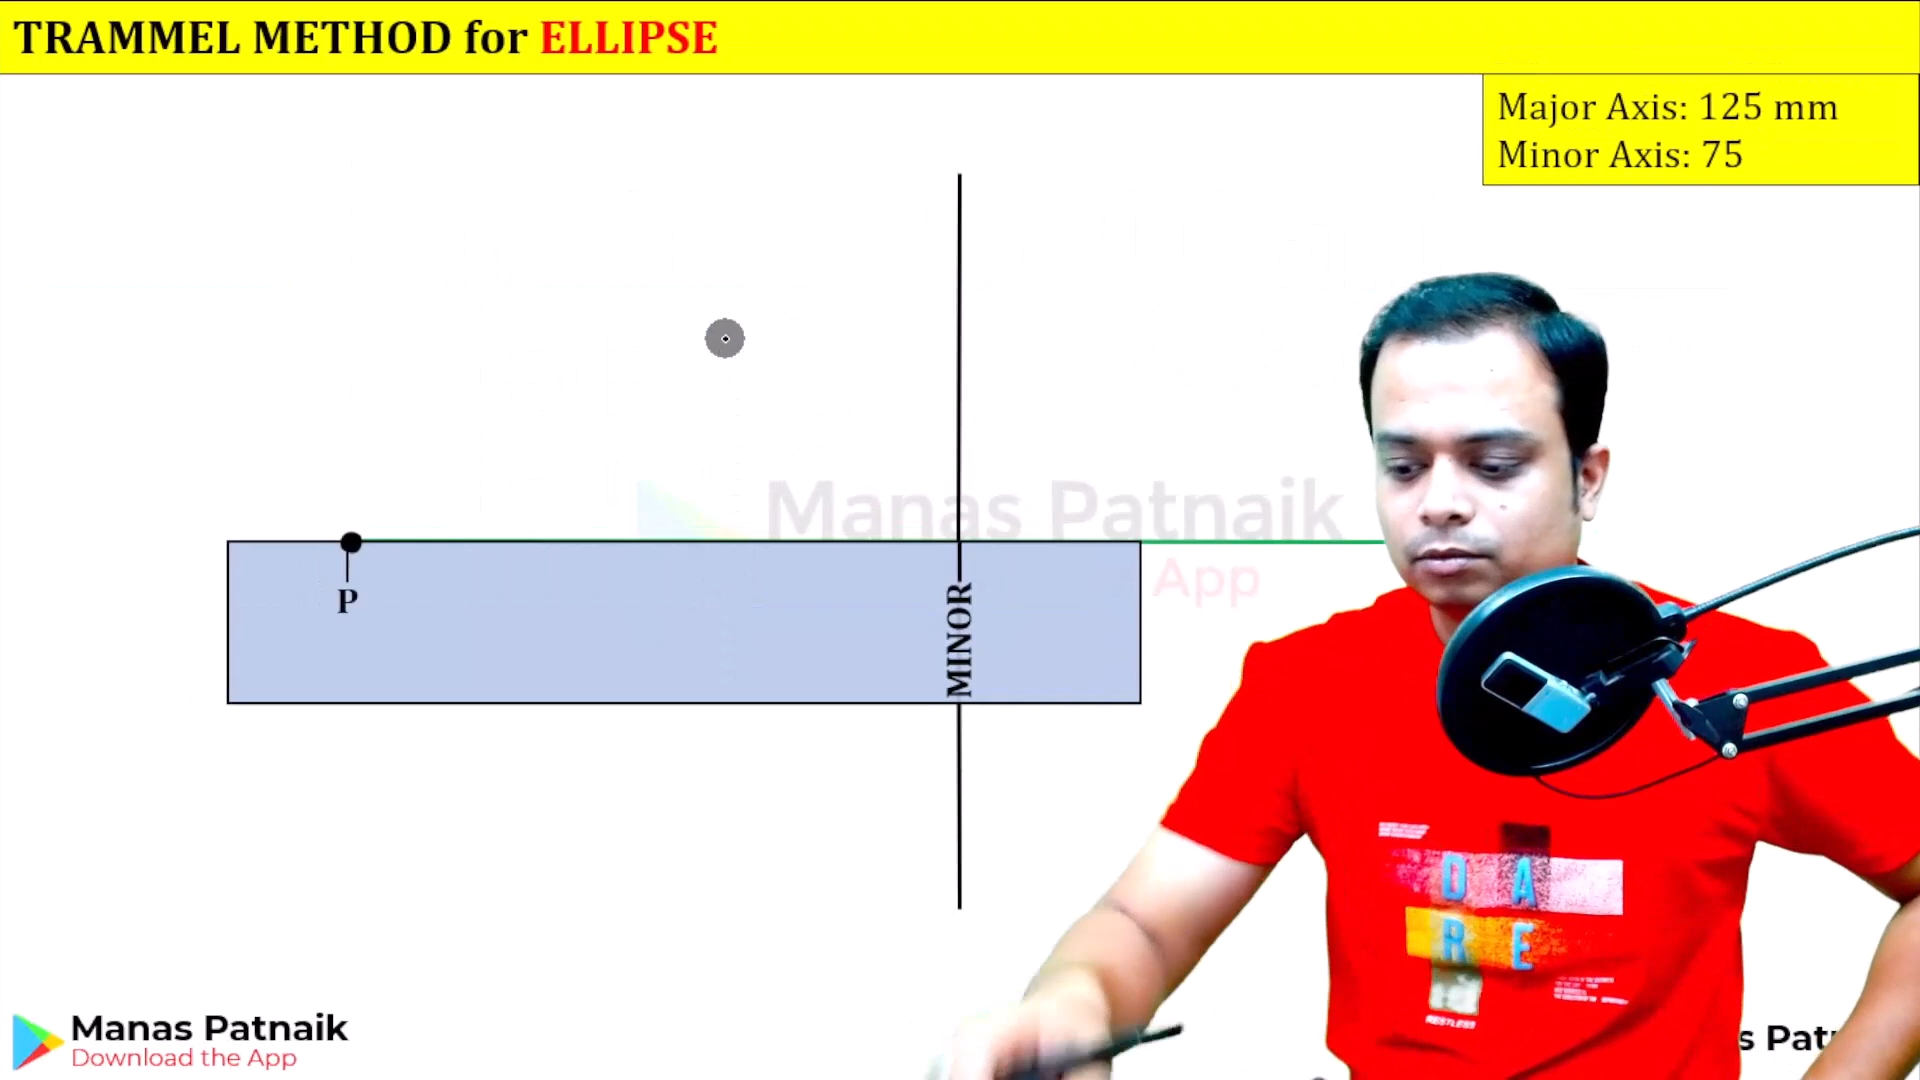 TRAMMEL METHOD for ELLIPSE
Major Axis: 125 mm
Minor Axis: 75
Manas Patnaik
App
P
MINOR
D A
R E
RESTLESS
Manas Patnaik
Download the App
s Pat